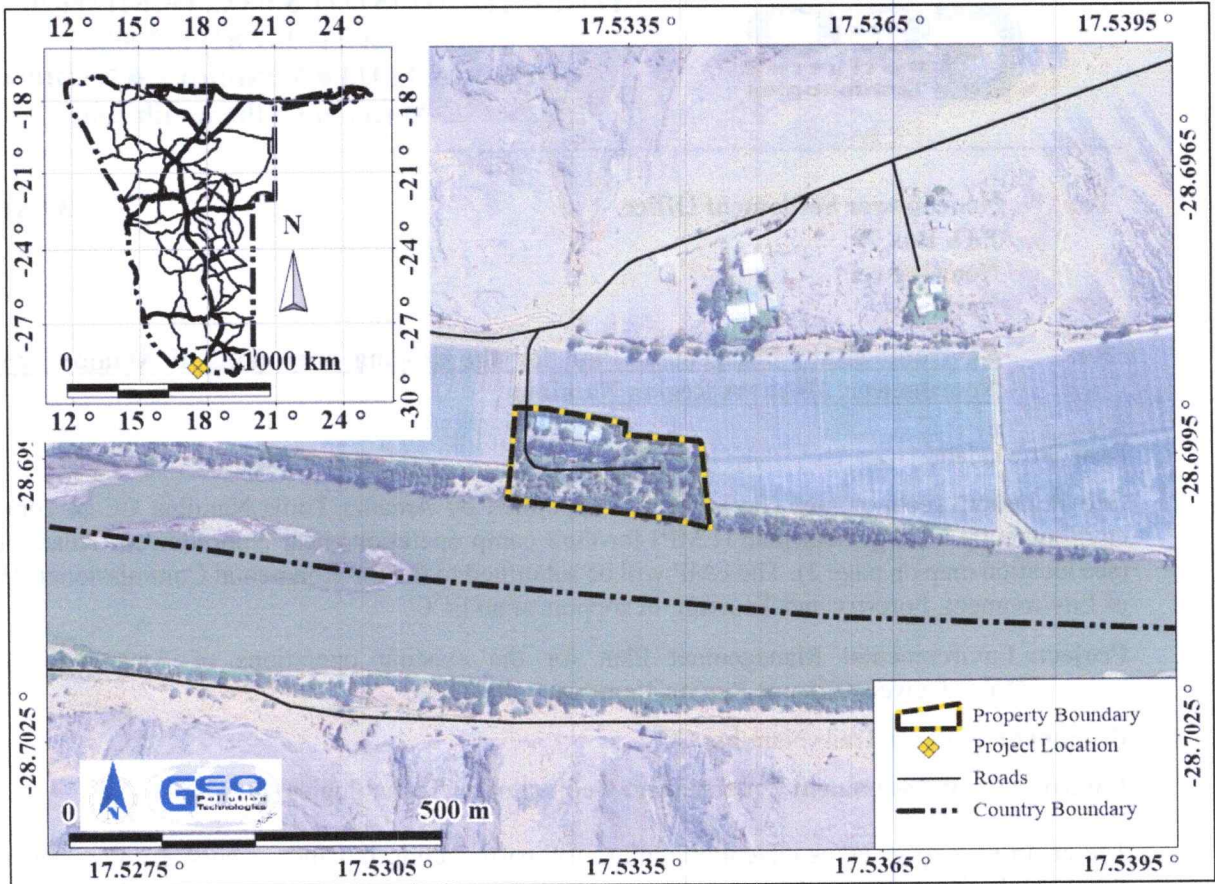 12 ° 15 ° 18 ° 21 ° 24 °
17.5335 ° 17.5365 ° 17.5395 °
-18 °
-18 °
-21 °
-21 °
-24 °
-24 °
-27 °
-27 °
-30 °
N
0 1000 km
12 ° 15 ° 18 ° 21 ° 24 °
-28.6965 °
-28.6995 °
-28.699
-28.7025 °
-28.7025 °
Property Boundary
Project Location
Roads
Country Boundary
GEO
Pollution
Technologies
0 500 m
17.5275 ° 17.5305 ° 17.5335 ° 17.5365 ° 17.5395 °